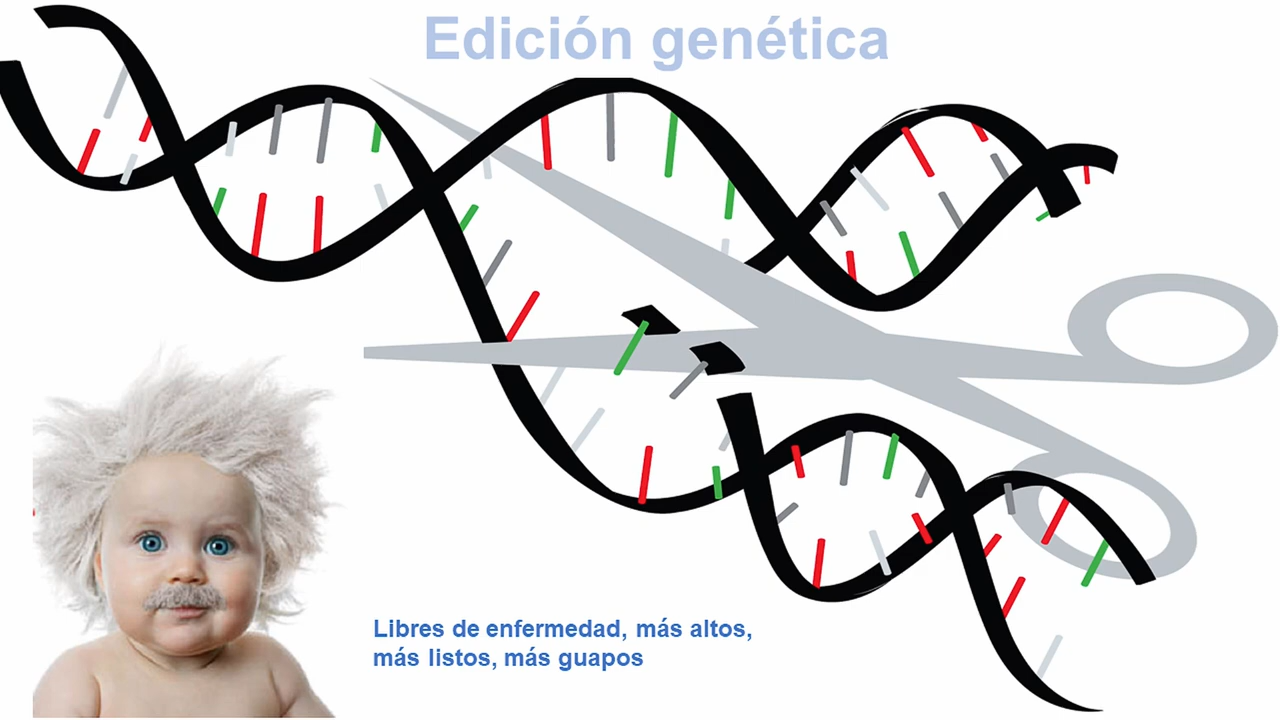 Edición genética
Libres de enfermedad, más altos,
más listos, más guapos